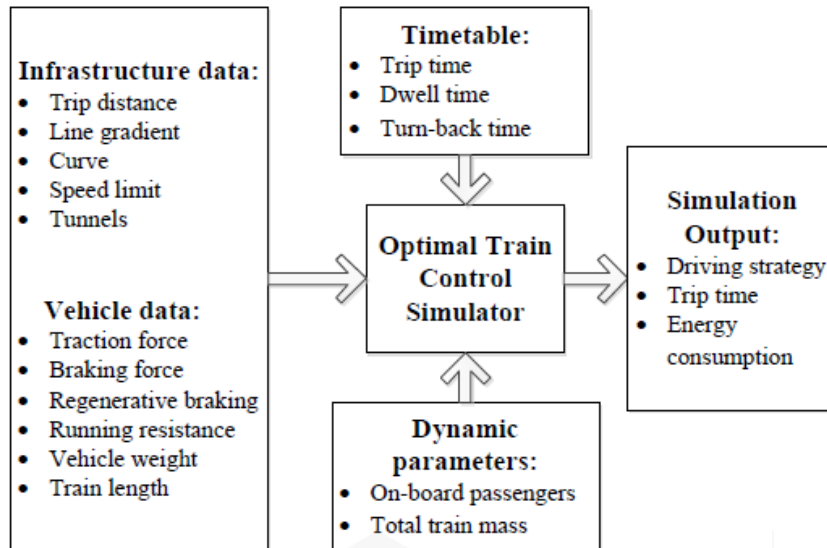 Infrastructure data:
• Trip distance
• Line gradient
• Curve
• Speed limit
• Tunnels
Vehicle data:
• Traction force
• Braking force
• Regenerative braking
• Running resistance
• Vehicle weight
• Train length
Timetable:
• Trip time
• Dwell time
• Turn-back time
Optimal Train
Control
Simulator
Dynamic
parameters:
• On-board passengers
• Total train mass
Simulation
Output:
• Driving strategy
• Trip time
• Energy
consumption